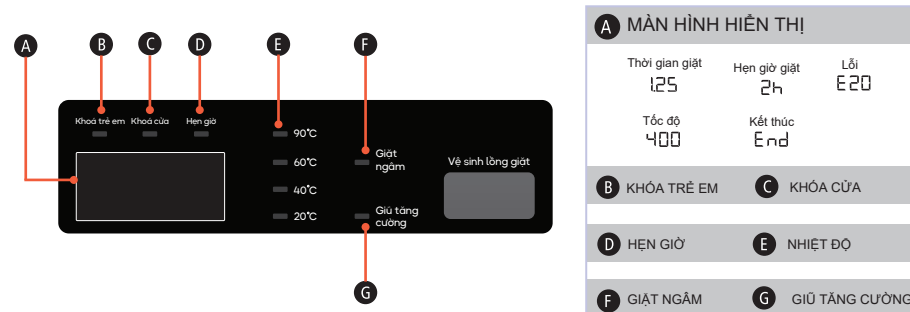 A
B
C
D
E
F
Khoá trẻ em Khoá cửa Hẹn giờ
90°C
60°C
40°C
20°C
Giặt
ngâm
Giũ tăng
cường
Vệ sinh lồng giặt
G
A MÀN HÌNH HIỂN THỊ
Thời gian giặt Hẹn giờ giặt Lỗi
1.25 2h E20
Tốc độ Kết thúc
400 End
B KHÓA TRẺ EM C KHÓA CỬA
D HẸN GIỜ E NHIỆT ĐỘ
F GIẶT NGÂM G GIŨ TĂNG CƯỜNG